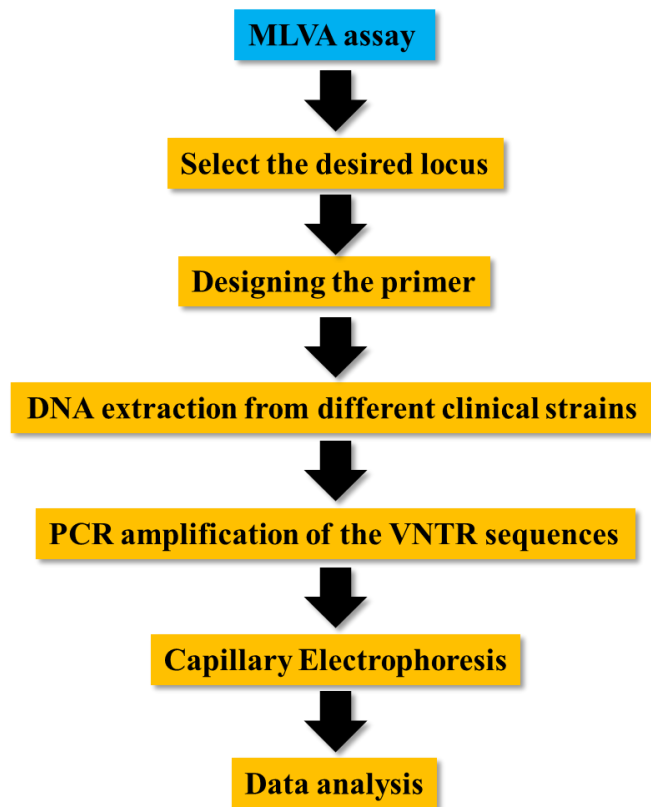 MLVA assay
Select the desired locus
Designing the primer
DNA extraction from different clinical strains
PCR amplification of the VNTR sequences
Capillary Electrophoresis
Data analysis